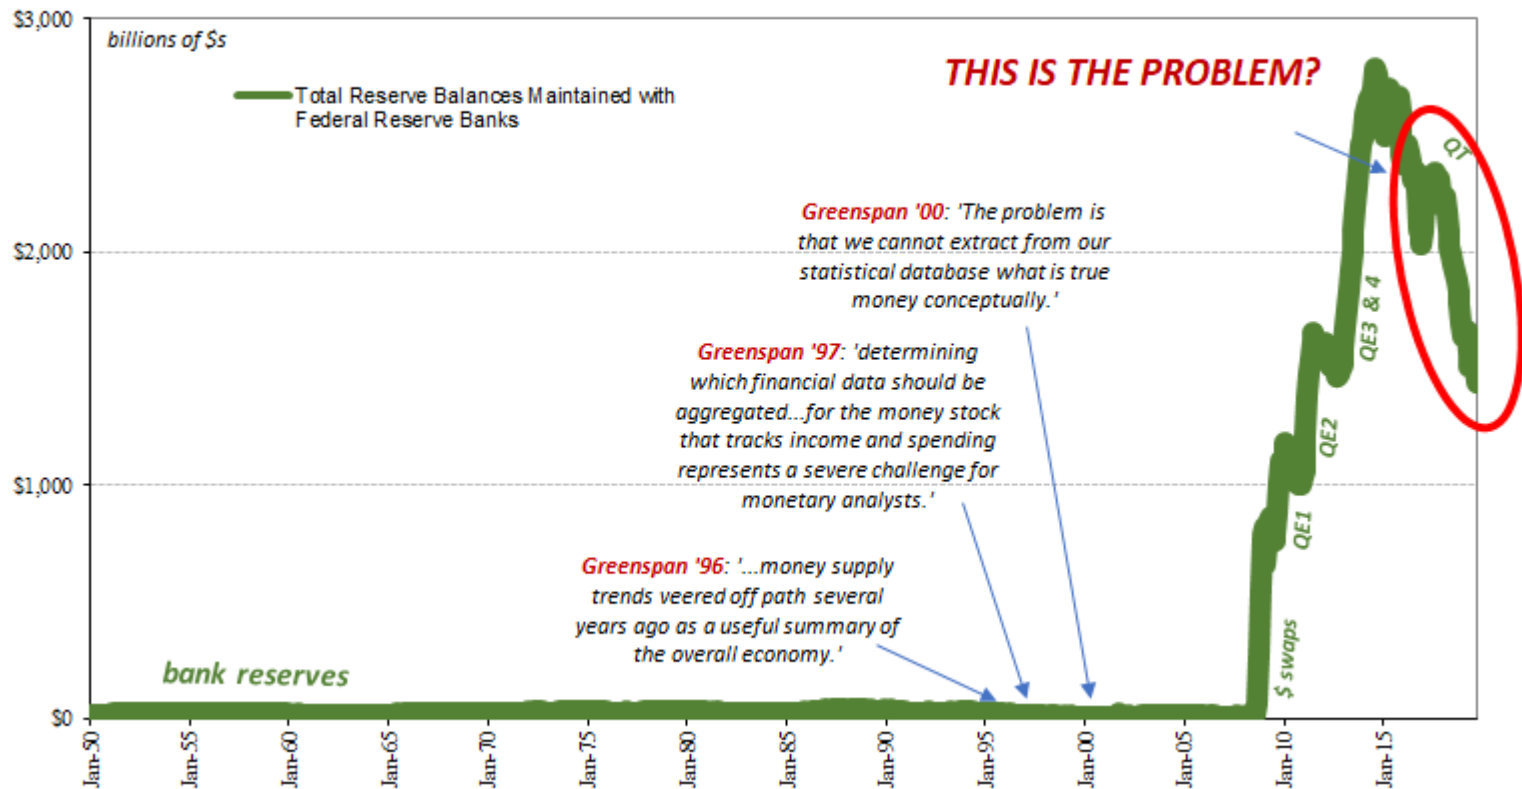 $3,000
billions of $s
THIS IS THE PROBLEM?
Total Reserve Balances Maintained with
Federal Reserve Banks
QT
Greenspan '00: 'The problem is
that we cannot extract from our
statistical database what is true
money conceptually.'
$2,000
QE3 & 4
Greenspan '97: 'determining
which financial data should be
aggregated...for the money stock
that tracks income and spending
represents a severe challenge for
monetary analysts.'
QE2
$1,000
QE1
Greenspan '96: '...money supply
trends veered off path several
years ago as a useful summary of
the overall economy.'
$ swaps
bank reserves
$0
Jan-50
Jan-55
Jan-60
Jan-65
Jan-70
Jan-75
Jan-80
Jan-85
Jan-90
Jan-95
Jan-00
Jan-05
Jan-10
Jan-15